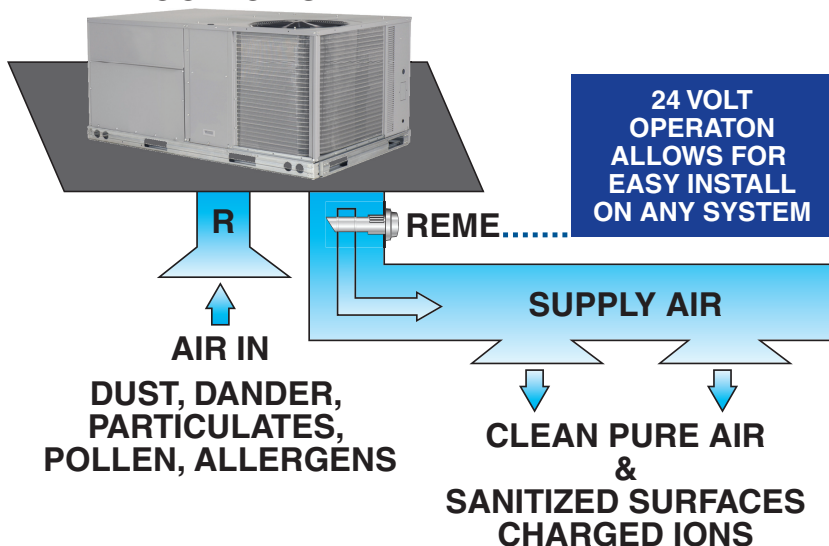 24 VOLT
OPERATON
ALLOWS FOR
EASY INSTALL
ON ANY SYSTEM
R
REME
SUPPLY AIR
AIR IN
DUST, DANDER,
PARTICULATES,
POLLEN, ALLERGENS
CLEAN PURE AIR
&
SANITIZED SURFACES
CHARGED IONS